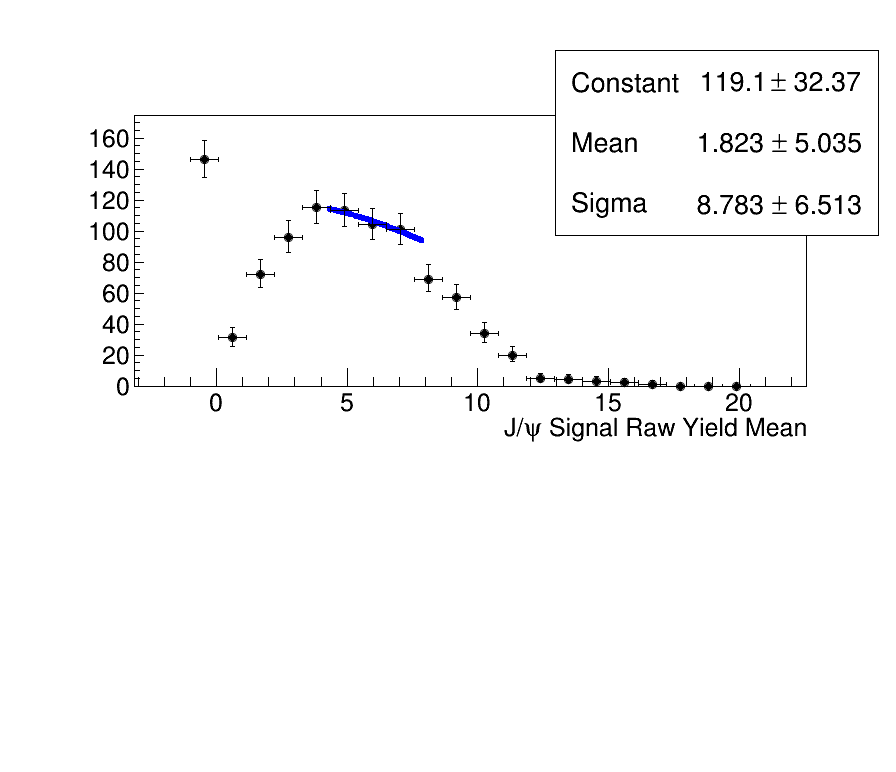 Constant 119.1 ± 32.37
Mean 1.823 ± 5.035
Sigma 8.783 ± 6.513
160
140
120
100
80
60
40
20
0
0 5 10 15 20
J/ψ Signal Raw Yield Mean